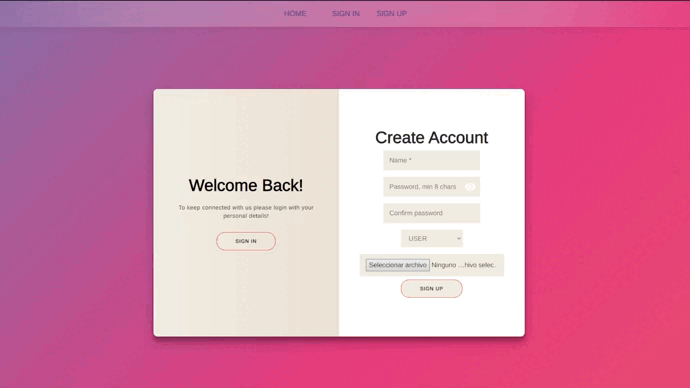 HOME SIGN IN SIGN UP
Welcome Back!
To keep connected with us please login with your
personal details!
SIGN IN
Create Account
Name *
Password, min 8 chars
Confirm password
USER
Seleccionar archivo Ninguno ...hivo selec.
SIGN UP